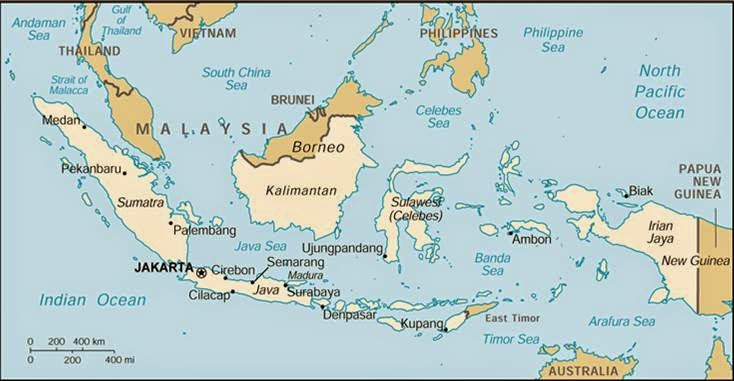 Andaman
Sea
Gulf
of
Thailand
VIETNAM
THAILAND
PHILIPPINES
Philippine
Sea
Strait of
Malacca
South China
Sea
North
Pacific
Ocean
BRUNEI
Celebes
Sea
Medan
MALAYSIA
Borneo
Pekanbaru
Kalimantan
PAPUA
NEW
GUINEA
Biak
Sumatra
Sulawesi
(Celebes)
Palembang
Irian
Jaya
Java Sea
Ujungpandang
Ambon
Banda
Sea
New Guinea
JAKARTA
Cirebon
Semarang
Madura
Indian Ocean
Cilacap
Java
Surabaya
Denpasar
Kupang
East Timor
Arafura Sea
Timor Sea
0 200 400 km
0 200 400 mi
AUSTRALIA